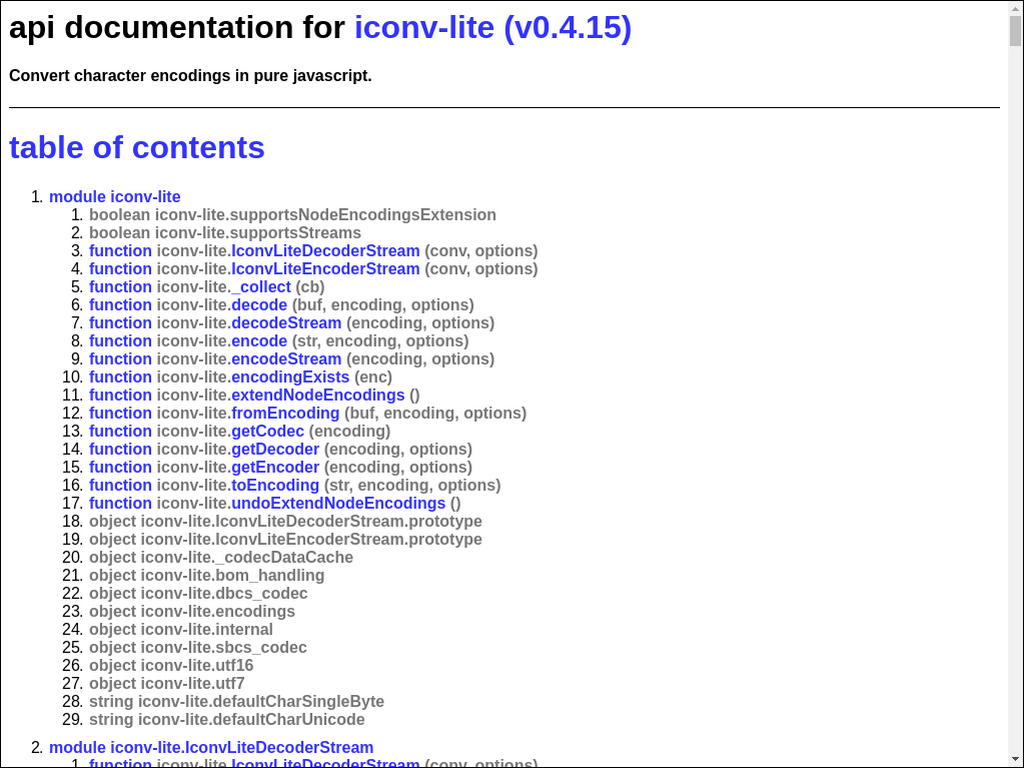 api documentation for iconv-lite (v0.4.15)
Convert character encodings in pure javascript.
table of contents
1. module iconv-lite
1. boolean iconv-lite.supportsNodeEncodingsExtension
2. boolean iconv-lite.supportsStreams
3. function iconv-lite.IconvLiteDecoderStream (conv, options)
4. function iconv-lite.IconvLiteEncoderStream (conv, options)
5. function iconv-lite._collect (cb)
6. function iconv-lite.decode (buf, encoding, options)
7. function iconv-lite.decodeStream (encoding, options)
8. function iconv-lite.encode (str, encoding, options)
9. function iconv-lite.encodeStream (encoding, options)
10. function iconv-lite.encodingExists (enc)
11. function iconv-lite.extendNodeEncodings ()
12. function iconv-lite.fromEncoding (buf, encoding, options)
13. function iconv-lite.getCodec (encoding)
14. function iconv-lite.getDecoder (encoding, options)
15. function iconv-lite.getEncoder (encoding, options)
16. function iconv-lite.toEncoding (str, encoding, options)
17. function iconv-lite.undoExtendNodeEncodings ()
18. object iconv-lite.IconvLiteDecoderStream.prototype
19. object iconv-lite.IconvLiteEncoderStream.prototype
20. object iconv-lite._codecDataCache
21. object iconv-lite.bom_handling
22. object iconv-lite.dbcs_codec
23. object iconv-lite.encodings
24. object iconv-lite.internal
25. object iconv-lite.sbcs_codec
26. object iconv-lite.utf16
27. object iconv-lite.utf7
28. string iconv-lite.defaultCharSingleByte
29. string iconv-lite.defaultCharUnicode
2. module iconv-lite.IconvLiteDecoderStream
1. function iconv-lite.IconvLiteDecoderStream (conv, options)